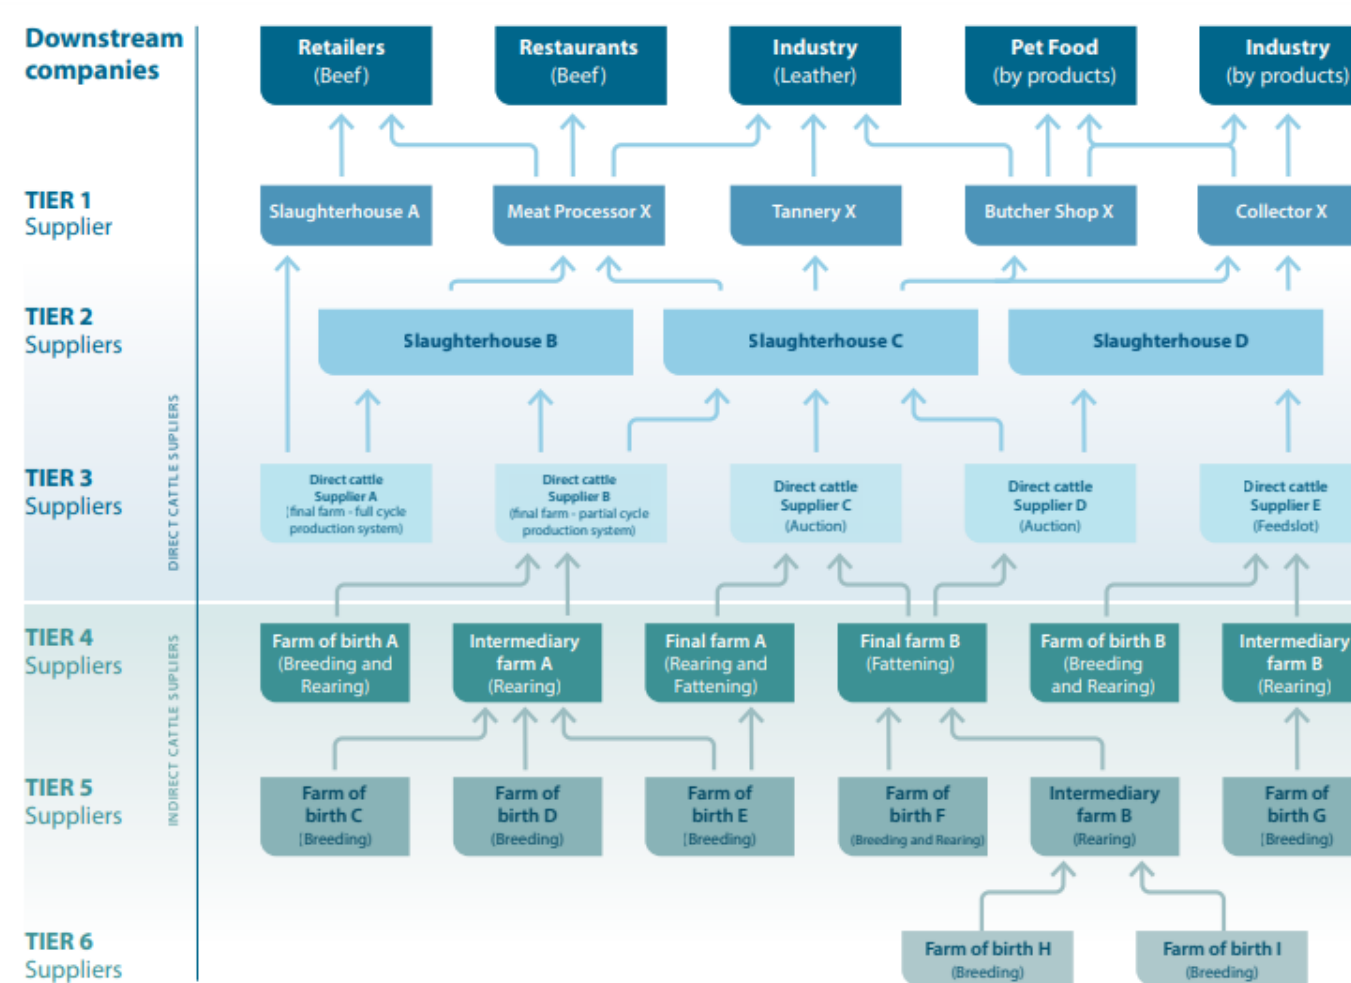 Downstream
companies
Retailers
(Beef)
Restaurants
(Beef)
Industry
(Leather)
Pet Food
(by products)
Industry
(by products)
TIER 1
Supplier
Slaughterhouse A
Meat Processor X
Tannery X
Butcher Shop X
Collector X
TIER 2
Suppliers
Slaughterhouse B
Slaughterhouse C
Slaughterhouse D
DIRECT CATTLE SUPLIERS
TIER 3
Suppliers
Direct cattle
Supplier A
(final farm - full cycle
production system)
Direct cattle
Supplier B
(final farm - partial cycle
production system)
Direct cattle
Supplier C
(Auction)
Direct cattle
Supplier D
(Auction)
Direct cattle
Supplier E
(Feedslot)
INDIRECT CATTLE SUPLIERS
TIER 4
Suppliers
Farm of birth A
(Breeding and
Rearing)
Intermediary
farm A
(Rearing)
Final farm A
(Rearing and
Fattening)
Final farm B
(Fattening)
Farm of birth B
(Breeding
and Rearing)
Intermediary
farm B
(Rearing)
TIER 5
Suppliers
Farm of
birth C
(Breeding)
Farm of
birth D
(Breeding)
Farm of
birth E
(Breeding)
Farm of
birth F
(Breeding and Rearing)
Intermediary
farm B
(Rearing)
Farm of
birth G
(Breeding)
TIER 6
Suppliers
Farm of birth H
(Breeding)
Farm of birth I
(Breeding)